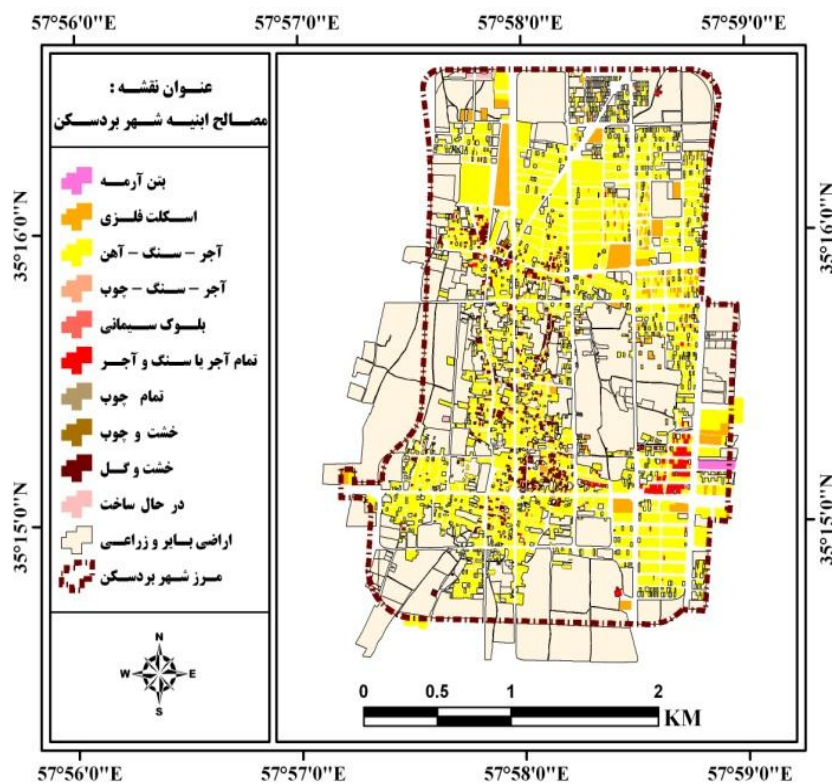 57°56'0"E 57°57'0"E 57°58'0"E 57°59'0"E
عنوان نقشه :
مصالح ابنیه شهر بردسکن
بتن آرمه
اسکلت فلزی
آجر - سنگ - آهن
آجر - سنگ - چوب
بلوک سیمانی
تمام آجر یا سنگ و آجر
تمام چوب
خشت و چوب
خشت و گل
در حال ساخت
اراضی بایر و زراعی
مرز شهر بردسکن
35°16'0"N
35°15'0"N
35°16'0"N
35°15'0"N
N
W E
S
0 0.5 1 2
KM
57°56'0"E 57°57'0"E 57°58'0"E 57°59'0"E